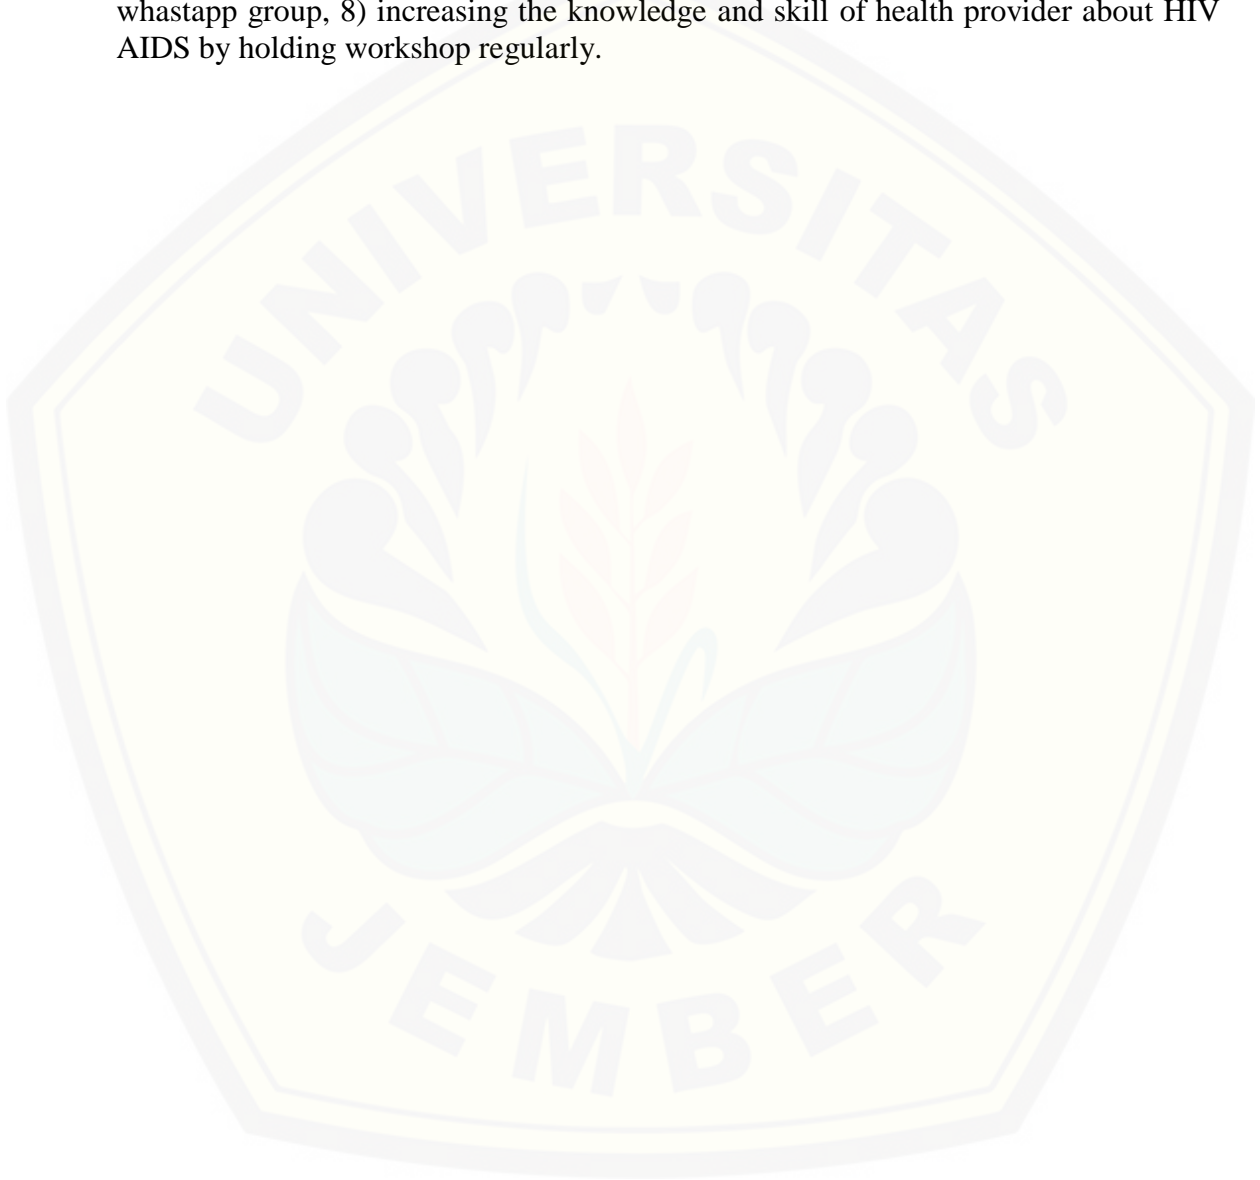 whastapp group, 8) increasing the knowledge and skill of health provider about HIV
AIDS by holding workshop regularly.
UNIVERSITAS
JEMBER